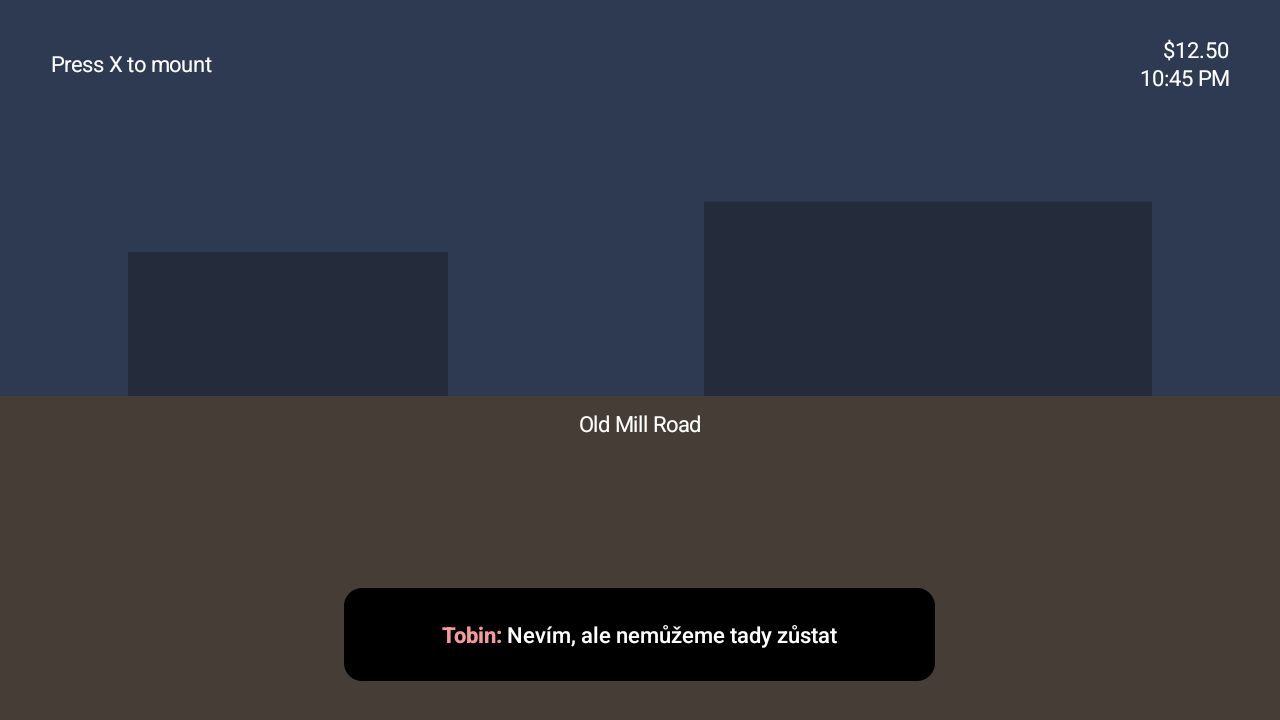 Press X to mount
$12.50
10:45 PM
Old Mill Road
Tobin: Nevím, ale nemůžeme tady zůstat